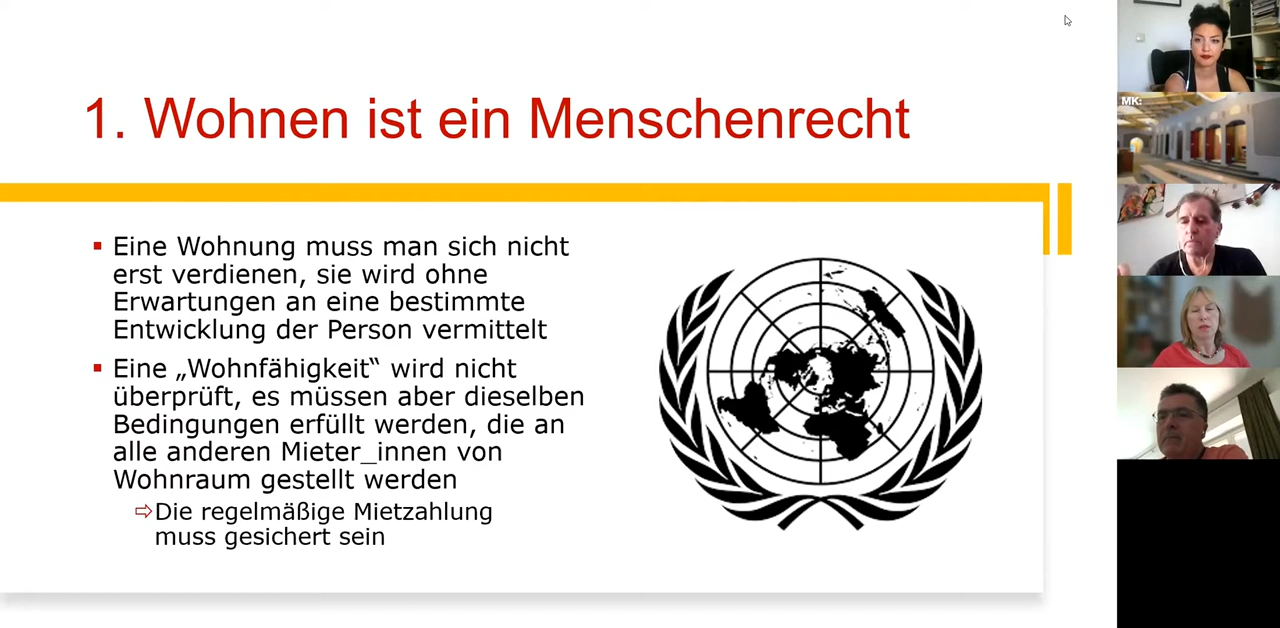 1. Wohnen ist ein Menschenrecht
Eine Wohnung muss man sich nicht
erst verdienen, sie wird ohne
Erwartungen an eine bestimmte
Entwicklung der Person vermittelt
Eine „Wohnfähigkeit“ wird nicht
überprüft, es müssen aber dieselben
Bedingungen erfüllt werden, die an
alle anderen Mieter_innen von
Wohnraum gestellt werden
⇨Die regelmäßige Mietzahlung
muss gesichert sein
MK: